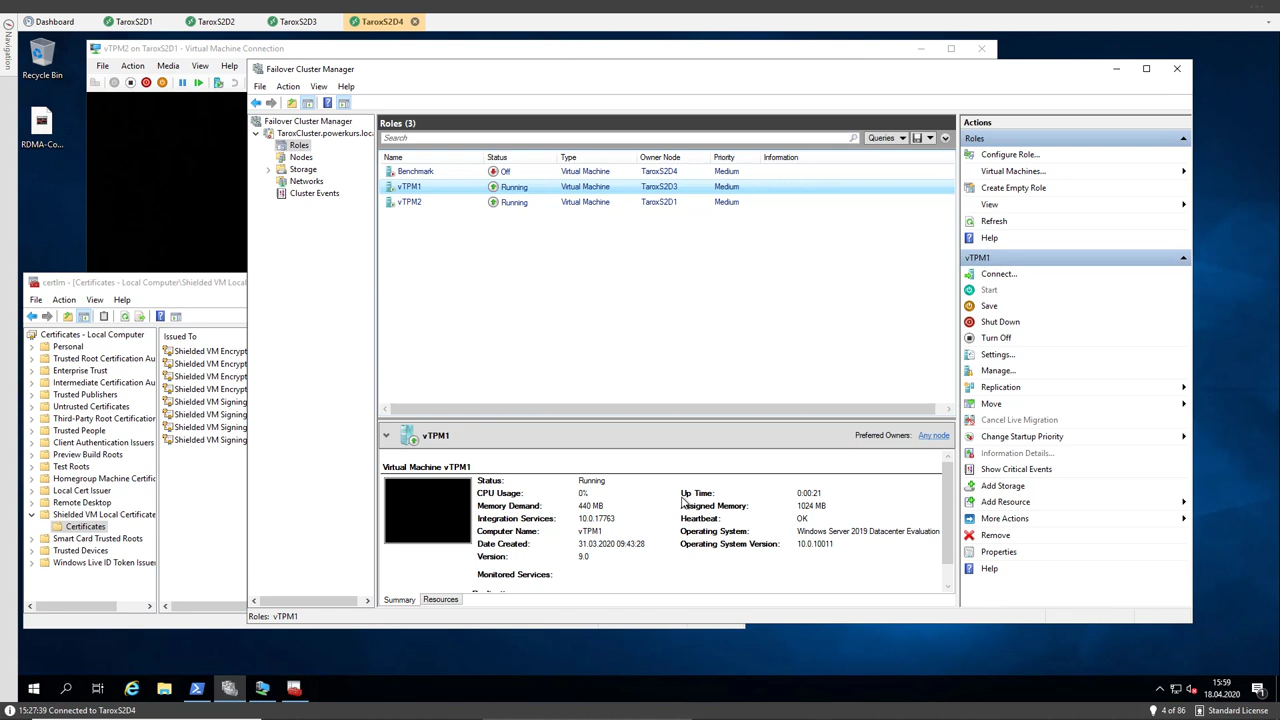 Dashboard
TaroxS2D1
TaroxS2D2
TaroxS2D3
TaroxS2D4
Navigation
Recycle Bin
RDMA-Co...
vTPM2 on TaroxS2D1 - Virtual Machine Connection
File Action Media View Help
Failover Cluster Manager
File Action View Help
Failover Cluster Manager
TaroxCluster.powerkurs.loc
Roles
Nodes
Storage
Networks
Cluster Events
Roles (3)
Search
Queries
Name Status Type Owner Node Priority Information
Benchmark Off Virtual Machine TaroxS2D4 Medium
vTPM1 Running Virtual Machine TaroxS2D3 Medium
vTPM2 Running Virtual Machine TaroxS2D1 Medium
vTPM1
Preferred Owners: Any node
Virtual Machine vTPM1
Status: Running
CPU Usage: 0% Up Time: 0:00:21
Memory Demand: 440 MB Assigned Memory: 1024 MB
Integration Services: 10.0.17763 Heartbeat: OK
Computer Name: vTPM1 Operating System: Windows Server 2019 Datacenter Evaluation
Date Created: 31.03.2020 09:43:28 Operating System Version: 10.0.10011
Version: 9.0
Monitored Services:
Summary Resources
Roles: vTPM1
Actions
Roles
Configure Role...
Virtual Machines...
Create Empty Role
View
Refresh
Help
vTPM1
Connect...
Start
Save
Shut Down
Turn Off
Settings...
Manage...
Replication
Move
Cancel Live Migration
Change Startup Priority
Information Details...
Show Critical Events
Add Storage
Add Resource
More Actions
Remove
Properties
Help
certlm - [Certificates - Local Computer\Shielded VM Local
File Action View Help
Certificates - Local Computer
Personal
Trusted Root Certification Au
Enterprise Trust
Intermediate Certification Au
Trusted Publishers
Untrusted Certificates
Third-Party Root Certification
Trusted People
Client Authentication Issuers
Preview Build Roots
Test Roots
Homegroup Machine Certific
Local Cert Issuer
Remote Desktop
Shielded VM Local Certificate
Certificates
Smart Card Trusted Roots
Trusted Devices
Windows Live ID Token Issuer
Issued To
Shielded VM Encrypt
Shielded VM Encrypt
Shielded VM Encrypt
Shielded VM Encrypt
Shielded VM Signing
Shielded VM Signing
Shielded VM Signing
Shielded VM Signing
15:59
18.04.2020
15:27:39 Connected to TaroxS2D4
4 of 86
Standard License